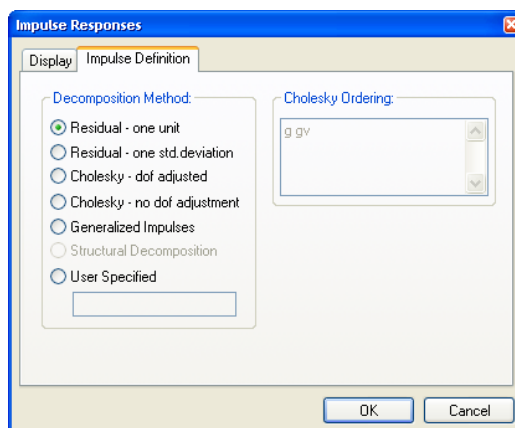 Impulse Responses
Display
Impulse Definition
Decomposition Method:
Residual - one unit
Residual - one std.deviation
Cholesky - dof adjusted
Cholesky - no dof adjustment
Generalized Impulses
Structural Decomposition
User Specified
Cholesky Ordering:
g gv
OK
Cancel